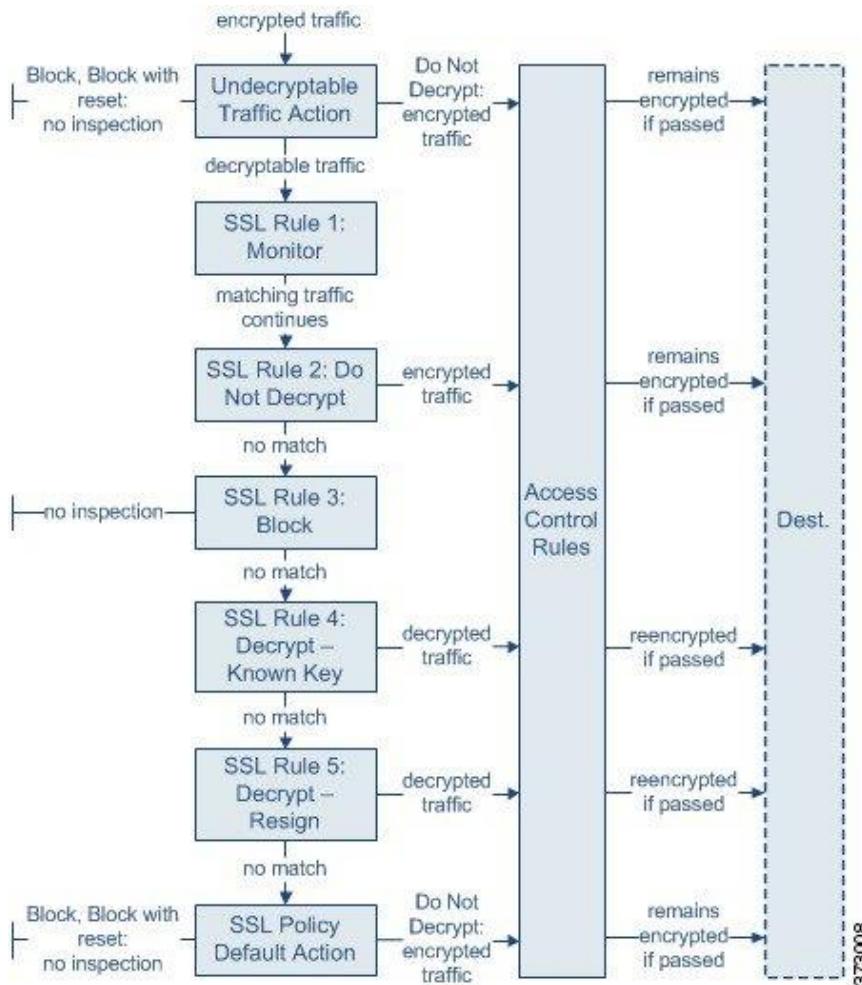 encrypted traffic
Block, Block with
reset:
no inspection
Undecryptable
Traffic Action
Do Not
Decrypt:
encrypted
traffic
remains
encrypted
if passed
decryptable traffic
SSL Rule 1:
Monitor
matching traffic
continues
SSL Rule 2: Do
Not Decrypt
encrypted
traffic
remains
encrypted
if passed
no match
no inspection
SSL Rule 3:
Block
Access
Control
Rules
Dest.
no match
SSL Rule 4:
Decrypt –
Known Key
decrypted
traffic
reencrypted
if passed
no match
SSL Rule 5:
Decrypt –
Resign
decrypted
traffic
reencrypted
if passed
no match
Block, Block with
reset:
no inspection
SSL Policy
Default Action
Do Not
Decrypt:
encrypted
traffic
remains
encrypted
if passed
373008